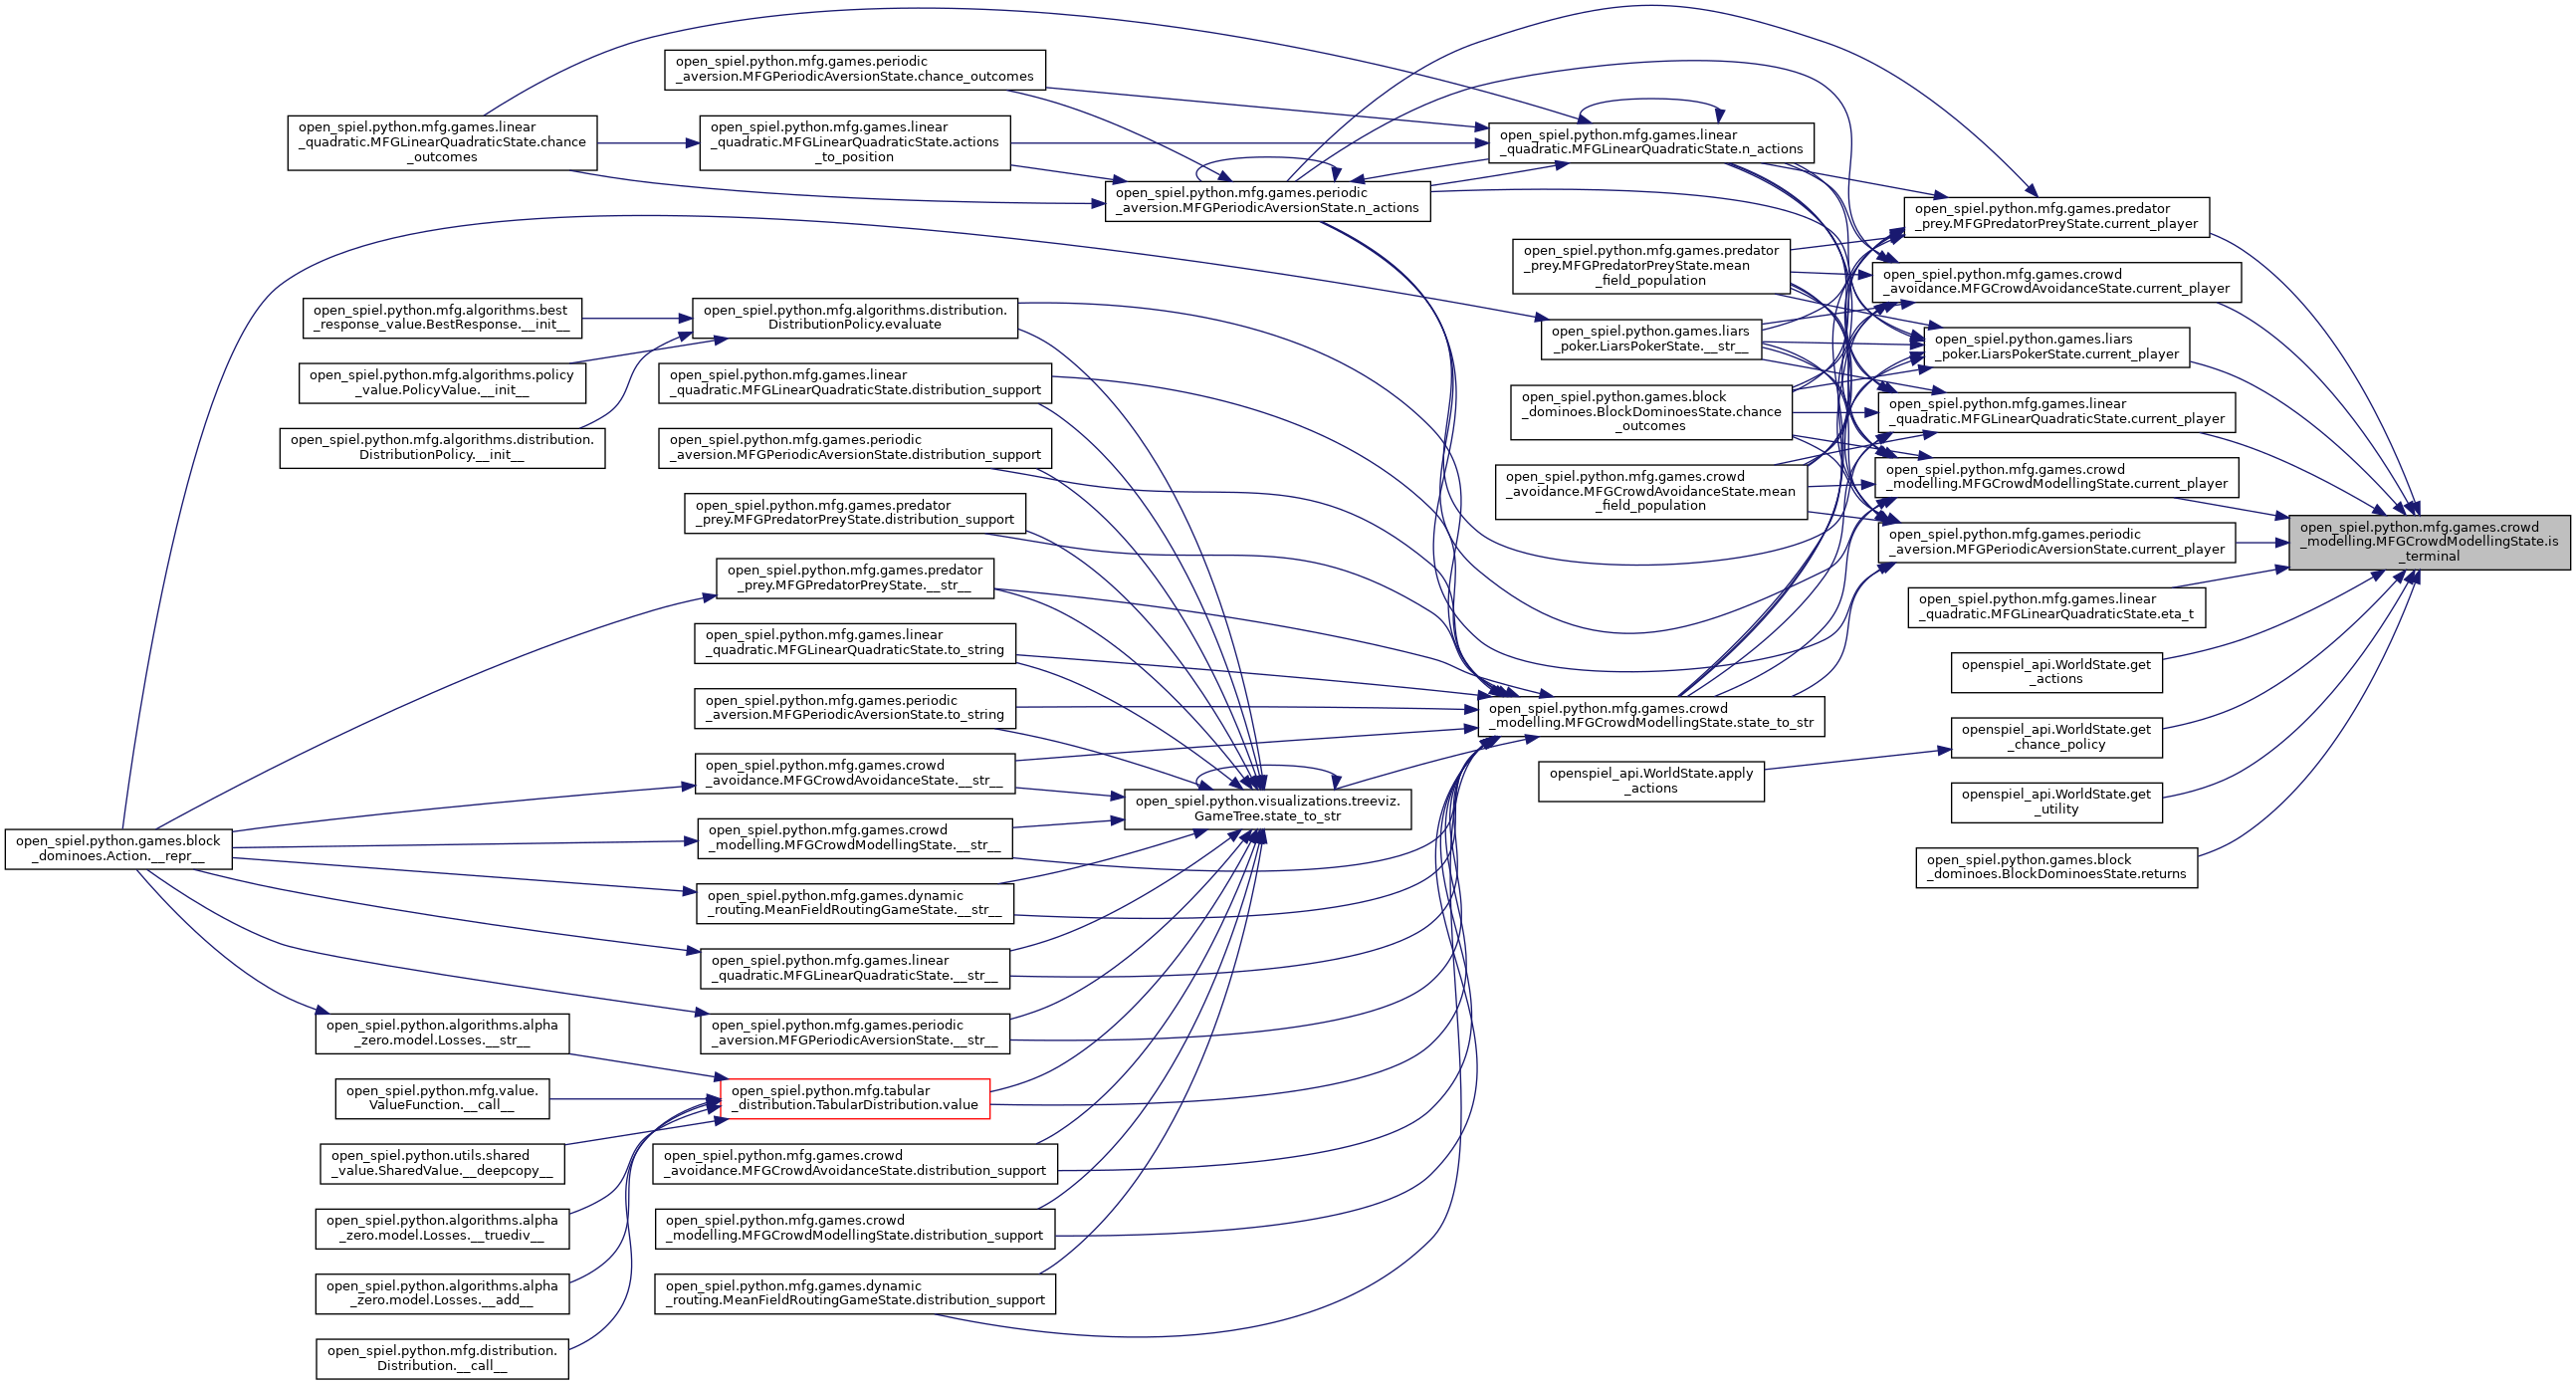 open_spiel.python.mfg.games.periodic
_aversion.MFGPeriodicAversionState.chance_outcomes
open_spiel.python.mfg.games.linear
_quadratic.MFGLinearQuadraticState.chance
_outcomes
open_spiel.python.mfg.games.linear
_quadratic.MFGLinearQuadraticState.actions
_to_position
open_spiel.python.mfg.games.linear
_quadratic.MFGLinearQuadraticState.n_actions
open_spiel.python.mfg.games.periodic
_aversion.MFGPeriodicAversionState.n_actions
open_spiel.python.mfg.games.predator
_prey.MFGPredatorPreyState.current_player
open_spiel.python.mfg.games.predator
_prey.MFGPredatorPreyState.mean
_field_population
open_spiel.python.mfg.games.crowd
_avoidance.MFGCrowdAvoidanceState.current_player
open_spiel.python.mfg.algorithms.best
_response_value.BestResponse.__init__
open_spiel.python.mfg.algorithms.distribution.
DistributionPolicy.evaluate
open_spiel.python.games.liars
_poker.LiarsPokerState.__str__
open_spiel.python.games.liars
_poker.LiarsPokerState.current_player
open_spiel.python.mfg.algorithms.policy
_value.PolicyValue.__init__
open_spiel.python.mfg.games.linear
_quadratic.MFGLinearQuadraticState.distribution_support
open_spiel.python.games.block
_dominoes.BlockDominoesState.chance
_outcomes
open_spiel.python.mfg.games.linear
_quadratic.MFGLinearQuadraticState.current_player
open_spiel.python.mfg.algorithms.distribution.
DistributionPolicy.__init__
open_spiel.python.mfg.games.periodic
_aversion.MFGPeriodicAversionState.distribution_support
open_spiel.python.mfg.games.crowd
_avoidance.MFGCrowdAvoidanceState.mean
_field_population
open_spiel.python.mfg.games.crowd
_modelling.MFGCrowdModellingState.current_player
open_spiel.python.mfg.games.predator
_prey.MFGPredatorPreyState.distribution_support
open_spiel.python.mfg.games.periodic
_aversion.MFGPeriodicAversionState.current_player
open_spiel.python.mfg.games.crowd
_modelling.MFGCrowdModellingState.is
_terminal
open_spiel.python.mfg.games.predator
_prey.MFGPredatorPreyState.__str__
open_spiel.python.mfg.games.linear
_quadratic.MFGLinearQuadraticState.eta_t
open_spiel.python.mfg.games.linear
_quadratic.MFGLinearQuadraticState.to_string
openspiel_api.WorldState.get
_actions
open_spiel.python.mfg.games.periodic
_aversion.MFGPeriodicAversionState.to_string
open_spiel.python.mfg.games.crowd
_modelling.MFGCrowdModellingState.state_to_str
openspiel_api.WorldState.get
_chance_policy
open_spiel.python.mfg.games.crowd
_avoidance.MFGCrowdAvoidanceState.__str__
openspiel_api.WorldState.apply
_actions
open_spiel.python.visualizations.treeviz.
GameTree.state_to_str
openspiel_api.WorldState.get
_utility
open_spiel.python.games.block
_dominoes.Action.__repr__
open_spiel.python.mfg.games.crowd
_modelling.MFGCrowdModellingState.__str__
open_spiel.python.games.block
_dominoes.BlockDominoesState.returns
open_spiel.python.mfg.games.dynamic
_routing.MeanFieldRoutingGameState.__str__
open_spiel.python.mfg.games.linear
_quadratic.MFGLinearQuadraticState.__str__
open_spiel.python.algorithms.alpha
_zero.model.Losses.__str__
open_spiel.python.mfg.games.periodic
_aversion.MFGPeriodicAversionState.__str__
open_spiel.python.mfg.value.
ValueFunction.__call__
open_spiel.python.mfg.tabular
_distribution.TabularDistribution.value
open_spiel.python.utils.shared
_value.SharedValue.__deepcopy__
open_spiel.python.mfg.games.crowd
_avoidance.MFGCrowdAvoidanceState.distribution_support
open_spiel.python.algorithms.alpha
_zero.model.Losses.__truediv__
open_spiel.python.mfg.games.crowd
_modelling.MFGCrowdModellingState.distribution_support
open_spiel.python.algorithms.alpha
_zero.model.Losses.__add__
open_spiel.python.mfg.games.dynamic
_routing.MeanFieldRoutingGameState.distribution_support
open_spiel.python.mfg.distribution.
Distribution.__call__